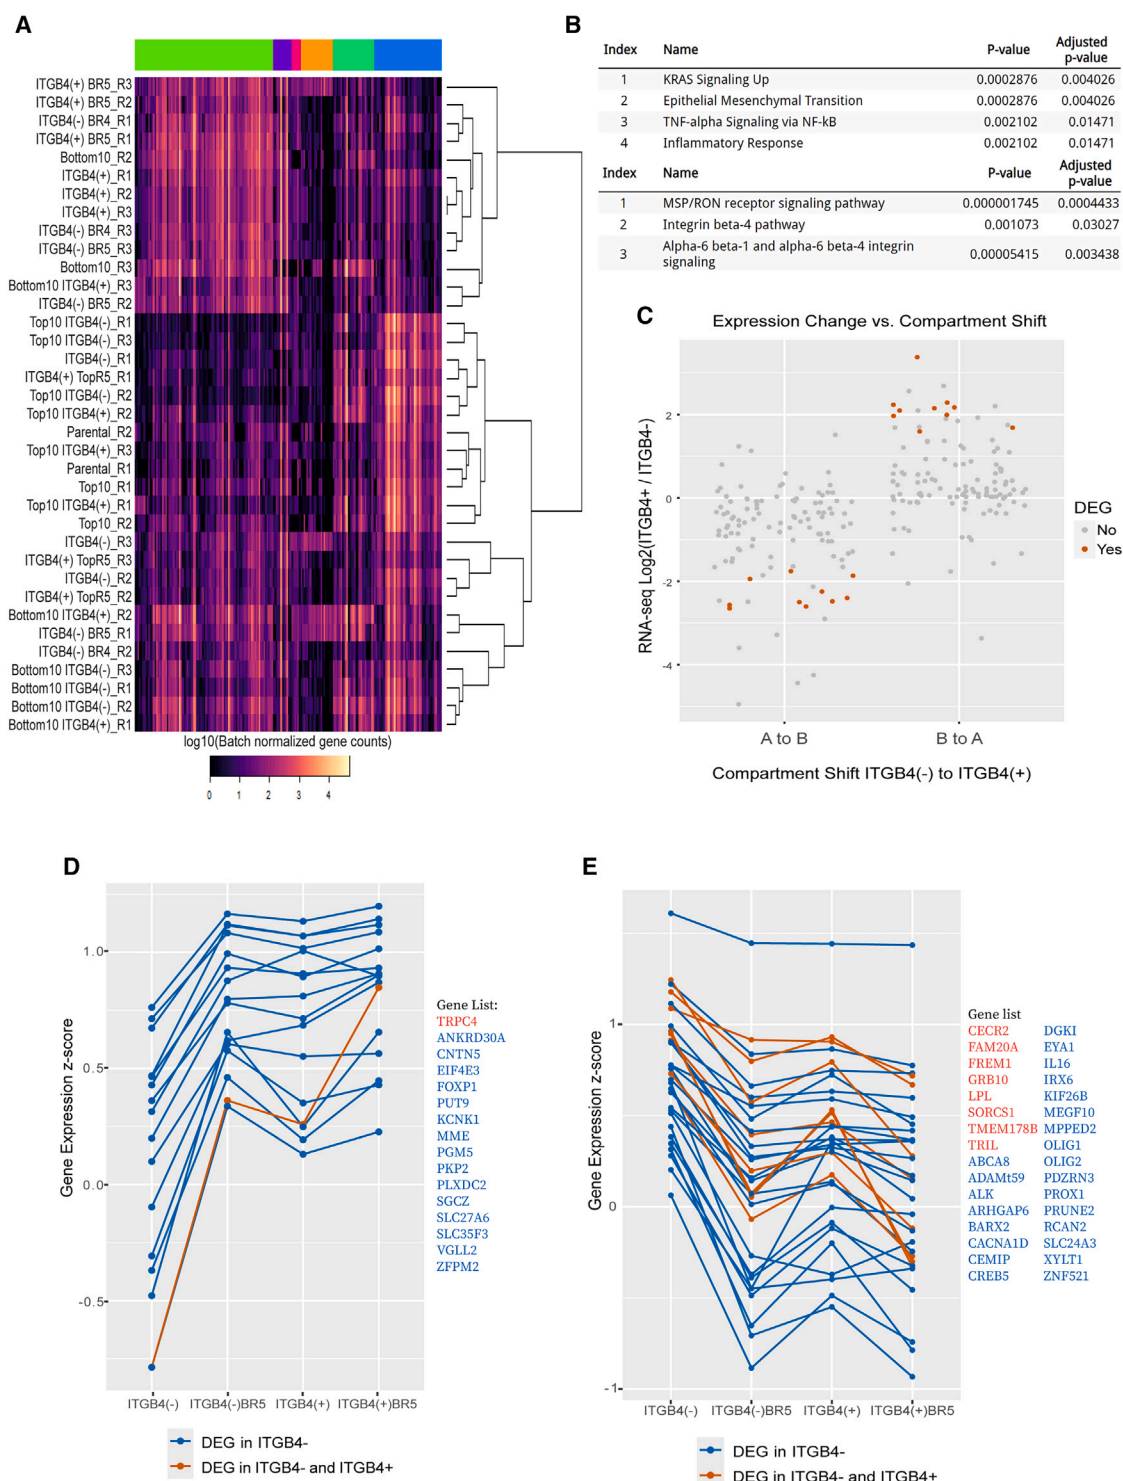 A
ITGB4(+) BR5_R3
ITGB4(+) BR5_R2
ITGB4(-) BR4_R1
ITGB4(+) BR5_R1
Bottom10_R2
ITGB4(+)_R1
ITGB4(+)_R2
ITGB4(+)_R3
ITGB4(-) BR4_R3
ITGB4(-) BR5_R3
Bottom10_R3
Bottom10 ITGB4(+)_R3
ITGB4(-) BR5_R2
Top10 ITGB4(-)_R1
Top10 ITGB4(-)_R3
ITGB4(-)_R1
ITGB4(+) TopR5_R1
Top10 ITGB4(-)_R2
Top10 ITGB4(+)_R2
Parental_R2
Top10 ITGB4(+)_R3
Parental_R1
Top10_R1
Top10 ITGB4(+)_R1
Top10_R2
ITGB4(-)_R3
ITGB4(+) TopR5_R3
ITGB4(-)_R2
ITGB4(+) TopR5_R2
Bottom10 ITGB4(+)_R2
ITGB4(-) BR5_R1
ITGB4(-) BR4_R2
Bottom10 ITGB4(-)_R3
Bottom10 ITGB4(-)_R1
Bottom10 ITGB4(-)_R2
Bottom10 ITGB4(+)_R1
log10(Batch normalized gene counts)
0 1 2 3 4
B
Index Name P-value Adjusted p-value
1 KRAS Signaling Up 0.0002876 0.004026
2 Epithelial Mesenchymal Transition 0.0002876 0.004026
3 TNF-alpha Signaling via NF-kB 0.002102 0.01471
4 Inflammatory Response 0.002102 0.01471
Index Name P-value Adjusted p-value
1 MSP/RON receptor signaling pathway 0.000001745 0.0004433
2 Integrin beta-4 pathway 0.001073 0.03027
3 Alpha-6 beta-1 and alpha-6 beta-4 integrin signaling 0.00005415 0.003438
C
Expression Change vs. Compartment Shift
RNA-seq Log2(ITGB4+ / ITGB4-)
2
0
-2
-4
A to B B to A
Compartment Shift ITGB4(-) to ITGB4(+)
DEG
No
Yes
D
Gene Expression z-score
1.0
0.5
0.0
-0.5
ITGB4(-) ITGB4(-)BR5 ITGB4(+) ITGB4(+)BR5
DEG in ITGB4-
DEG in ITGB4- and ITGB4+
Gene List:
TRPC4
ANKRD30A
CNTN5
EIF4E3
FOXP1
PUT9
KCNK1
MME
PGM5
PKP2
PLXDC2
SGCZ
SLC27A6
SLC35F3
VGLL2
ZFPM2
E
Gene Expression z-score
1
0
-1
ITGB4(-) ITGB4(-)BR5 ITGB4(+) ITGB4(+)BR5
DEG in ITGB4-
DEG in ITGB4- and ITGB4+
Gene list
CECR2 DGKI
FAM20A EYA1
FREM1 IL16
GRB10 IRX6
LPL KIF26B
SORCS1 MEGF10
TMEM178B MPPED2
TRIL OLIG1
ABCA8 OLIG2
ADAMt59 PDZRN3
ALK PROX1
ARHGAP6 PRUNE2
BARX2 RCAN2
CACNA1D SLC24A3
CEMIP XYLT1
CREB5 ZNF521